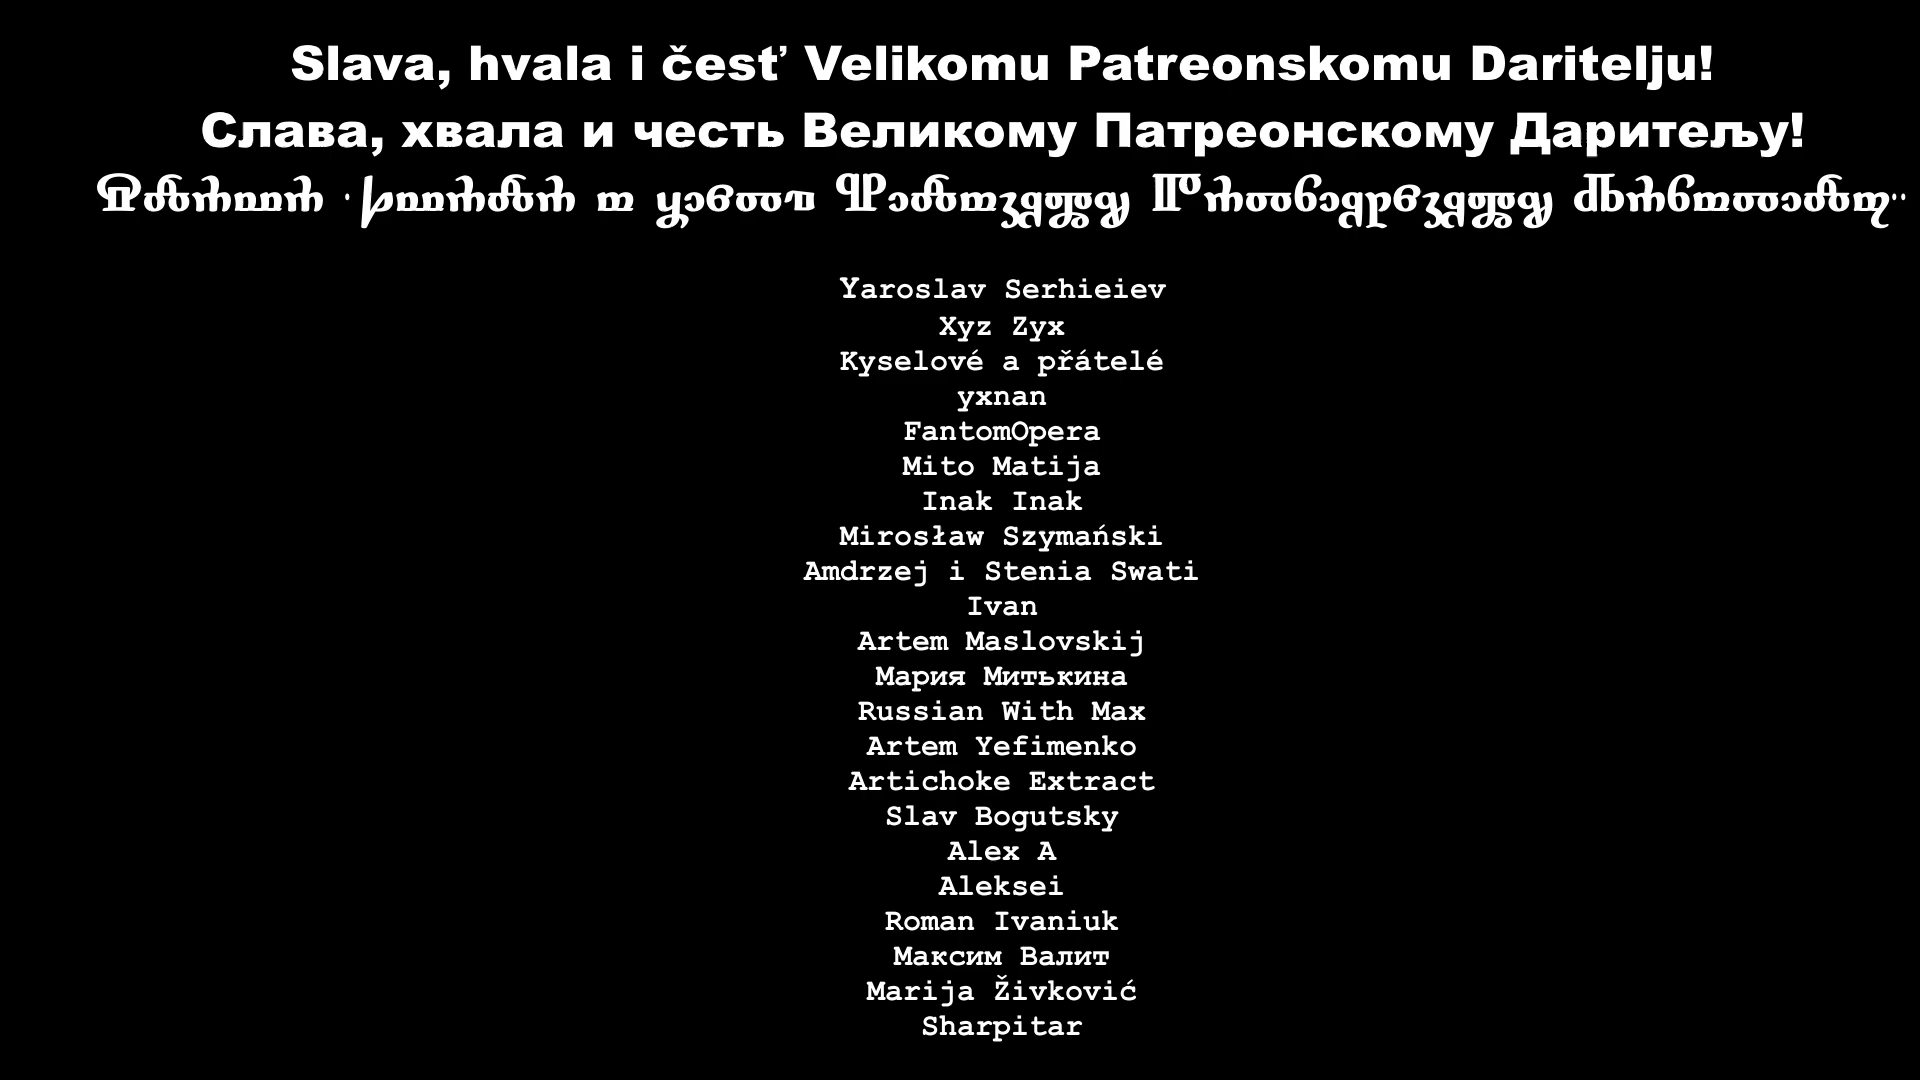 Slava, hvala i česť Velikomu Patreonskomu Daritelju!
Слава, хвала и честь Великому Патреонскому Даритељу!
Yaroslav Serhieiev
Xyz Zyx
Kyselové a přátelé
yxnan
FantomOpera
Mito Matija
Inak Inak
Mirosław Szymański
Amdrzej i Stenia Swati
Ivan
Artem Maslovskij
Мария Митькина
Russian With Max
Artem Yefimenko
Artichoke Extract
Slav Bogutsky
Alex A
Aleksei
Roman Ivaniuk
Максим Валит
Marija Živković
Sharpitar